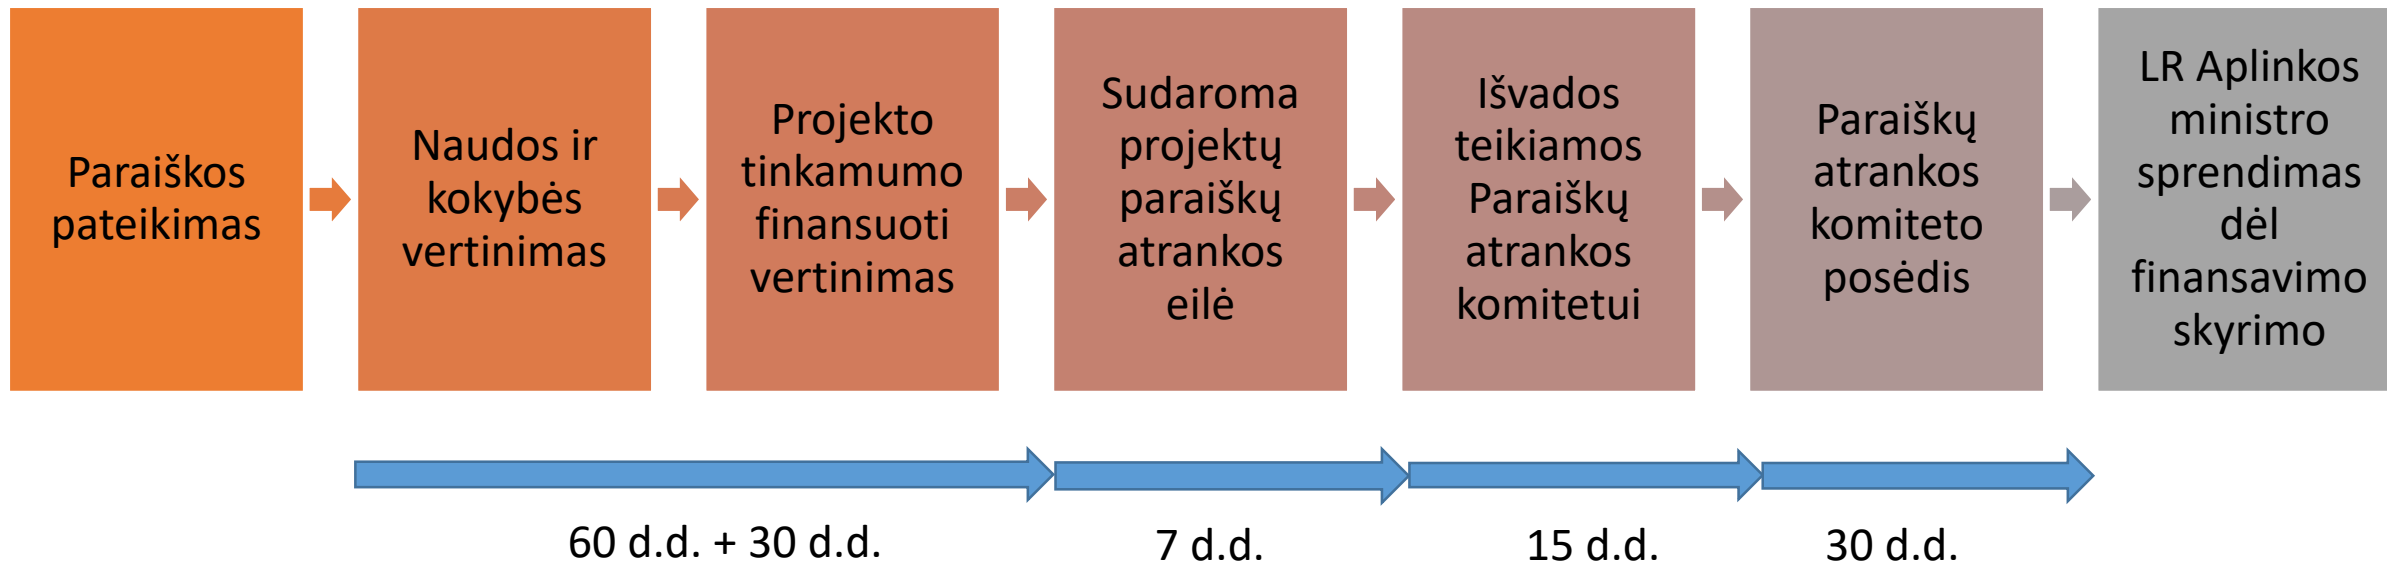 Paraiškos
pateikimas
Naudos ir
kokybės
vertinimas
Projekto
tinkamumo
finansuoti
vertinimas
Sudaroma
projektų
paraiškų
atrankos
eilė
Išvados
teikiamos
Paraiškų
atrankos
komitetui
Paraiškų
atrankos
komiteto
posėdis
LR Aplinkos
ministro
sprendimas
dėl
finansavimo
skyrimo
60 d.d. + 30 d.d.
7 d.d.
15 d.d.
30 d.d.